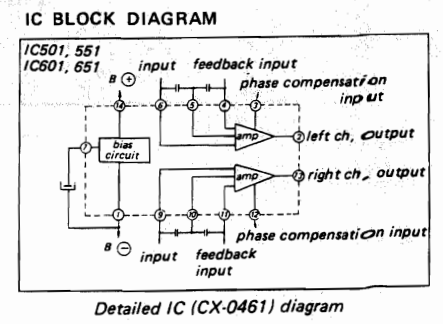 IC BLOCK DIAGRAM
IC501, 551
IC601, 651
B ⊕
input
feedback input
phase compensation
input
14
6
5
4
3
7
bias
circuit
amp
2
left ch, output
amp
13
right ch, output
1
9
10
11
12
B ⊖
input
feedback
input
phase compensation input
Detailed IC (CX-0461) diagram